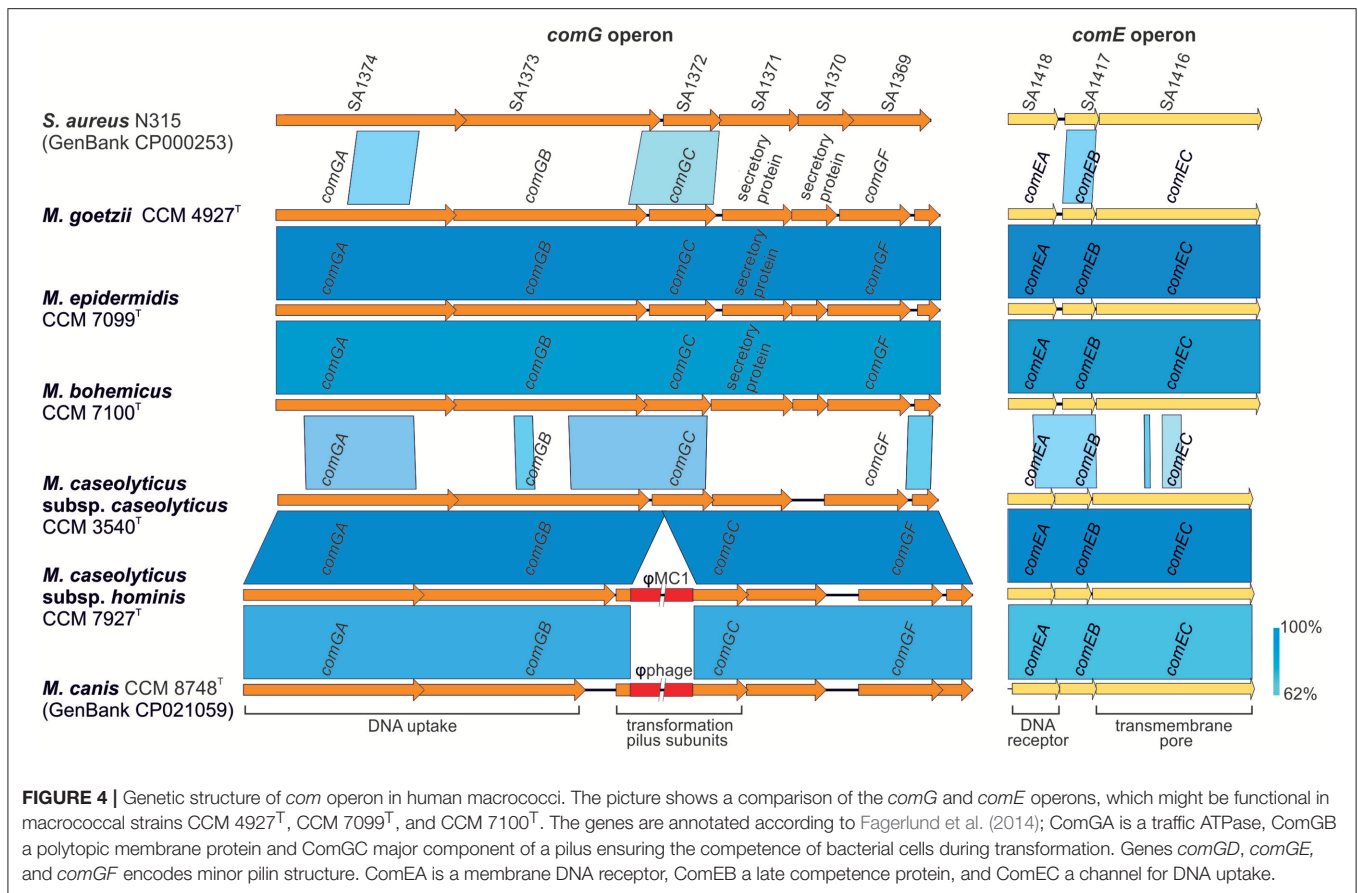 comG operon
comE operon
SA1374
SA1373
SA1372
SA1371
SA1370
SA1369
SA1418
SA1417
SA1416
S. aureus N315
(GenBank CP000253)
comGA
comGB
comGC
secretory
protein
secretory
protein
comGF
comEA
comEB
comEC
M. goetzii CCM 4927ᵀ
comGA
comGB
comGC
secretory
protein
comGF
comEA
comEB
comEC
M. epidermidis
CCM 7099ᵀ
comGA
comGB
comGC
secretory
protein
comGF
comEA
comEB
comEC
M. bohemicus
CCM 7100ᵀ
comGA
comGB
comGC
comGF
comEA
comEB
comEC
M. caseolyticus
subsp. caseolyticus
CCM 3540ᵀ
comGA
comGB
comGC
comGF
comEA
comEB
comEC
M. caseolyticus
subsp. hominis
CCM 7927ᵀ
φMC1
comGA
comGB
comGC
comGF
comEA
comEB
comEC
100%
62%
M. canis CCM 8748ᵀ
(GenBank CP021059)
φphage
DNA uptake
transformation
pilus subunits
DNA
receptor
transmembrane
pore
FIGURE 4 | Genetic structure of com operon in human macrococci. The picture shows a comparison of the comG and comE operons, which might be functional in
macrococcal strains CCM 4927ᵀ, CCM 7099ᵀ, and CCM 7100ᵀ. The genes are annotated according to Fagerlund et al. (2014); ComGA is a traffic ATPase, ComGB
a polytopic membrane protein and ComGC major component of a pilus ensuring the competence of bacterial cells during transformation. Genes comGD, comGE,
and comGF encodes minor pilin structure. ComEA is a membrane DNA receptor, ComEB a late competence protein, and ComEC a channel for DNA uptake.